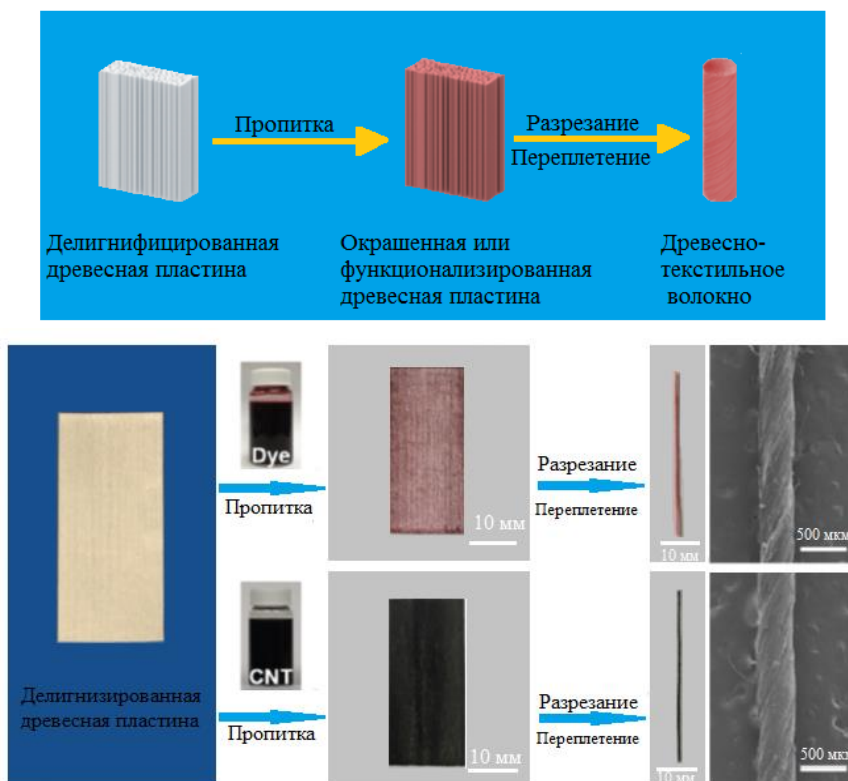 Пропитка
Разрезание
Переплетение
Делигнифицированная
древесная пластина
Окрашенная или
функционализированная
древесная пластина
Древесно-
текстильное
волокно
Dye
Пропитка
10 мм
Разрезание
Переплетение
10 мм
500 мкм
Делигнизированная
древесная пластина
CNT
Пропитка
10 мм
Разрезание
Переплетение
10 мм
500 мкм